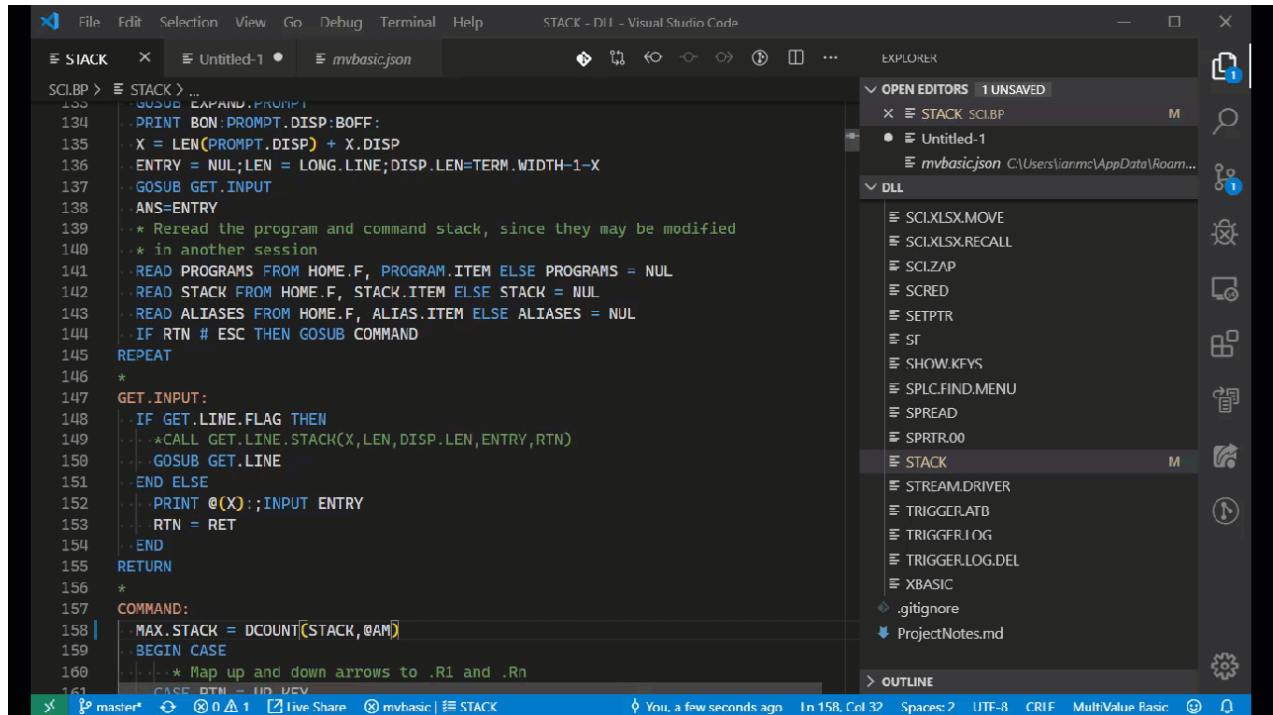 File Edit Selection View Go Debug Terminal Help STACK - DLL - Visual Studio Code
STACK Untitled-1 mvbasic.json
SCI.BP > STACK > ...
133 GOSUB EXPAND.PROMPT
134 PRINT BON:PROMPT.DISP:BOFF:
135 X = LEN(PROMPT.DISP) + X.DISP
136 ENTRY = NUL;LEN = LONG.LINE;DISP.LEN=TERM.WIDTH-1-X
137 GOSUB GET.INPUT
138 ANS=ENTRY
139 * Reread the program and command stack, since they may be modified
140 * in another session
141 READ PROGRAMS FROM HOME.F, PROGRAM.ITEM ELSE PROGRAMS = NUL
142 READ STACK FROM HOME.F, STACK.ITEM ELSE STACK = NUL
143 READ ALIASES FROM HOME.F, ALIAS.ITEM ELSE ALIASES = NUL
144 IF RTN # ESC THEN GOSUB COMMAND
145 REPEAT
146 *
147 GET.INPUT:
148 IF GET.LINE.FLAG THEN
149 *CALL GET.LINE.STACK(X,LEN,DISP.LEN,ENTRY,RTN)
150 GOSUB GET.LINE
151 END ELSE
152 PRINT @(X):;INPUT ENTRY
153 RTN = RET
154 END
155 RETURN
156 *
157 COMMAND:
158 MAX.STACK = DCOUNT(STACK,@AM)
159 BEGIN CASE
160 * Map up and down arrows to .R1 and .Rn
161 CASE RTN = UP.KEY
EXPLORER
OPEN EDITORS 1 UNSAVED
STACK SCI.BP M
Untitled-1
mvbasic.json C:\Users\ianmc\AppData\Roam...
DLL
SCI.XLSX.MOVE
SCI.XLSX.RECALL
SCI.ZAP
SCRED
SETPTR
SF
SHOW.KEYS
SPLC.FIND.MENU
SPREAD
SPRTR.00
STACK M
STREAM.DRIVER
TRIGGER.ATB
TRIGGER.LOG
TRIGGER.LOG.DEL
XBASIC
.gitignore
ProjectNotes.md
OUTLINE
1
1
master* 0 1 Live Share mvbasic | STACK You, a few seconds ago Ln 158, Col 32 Spaces: 2 UTF-8 CRLF MultiValue Basic